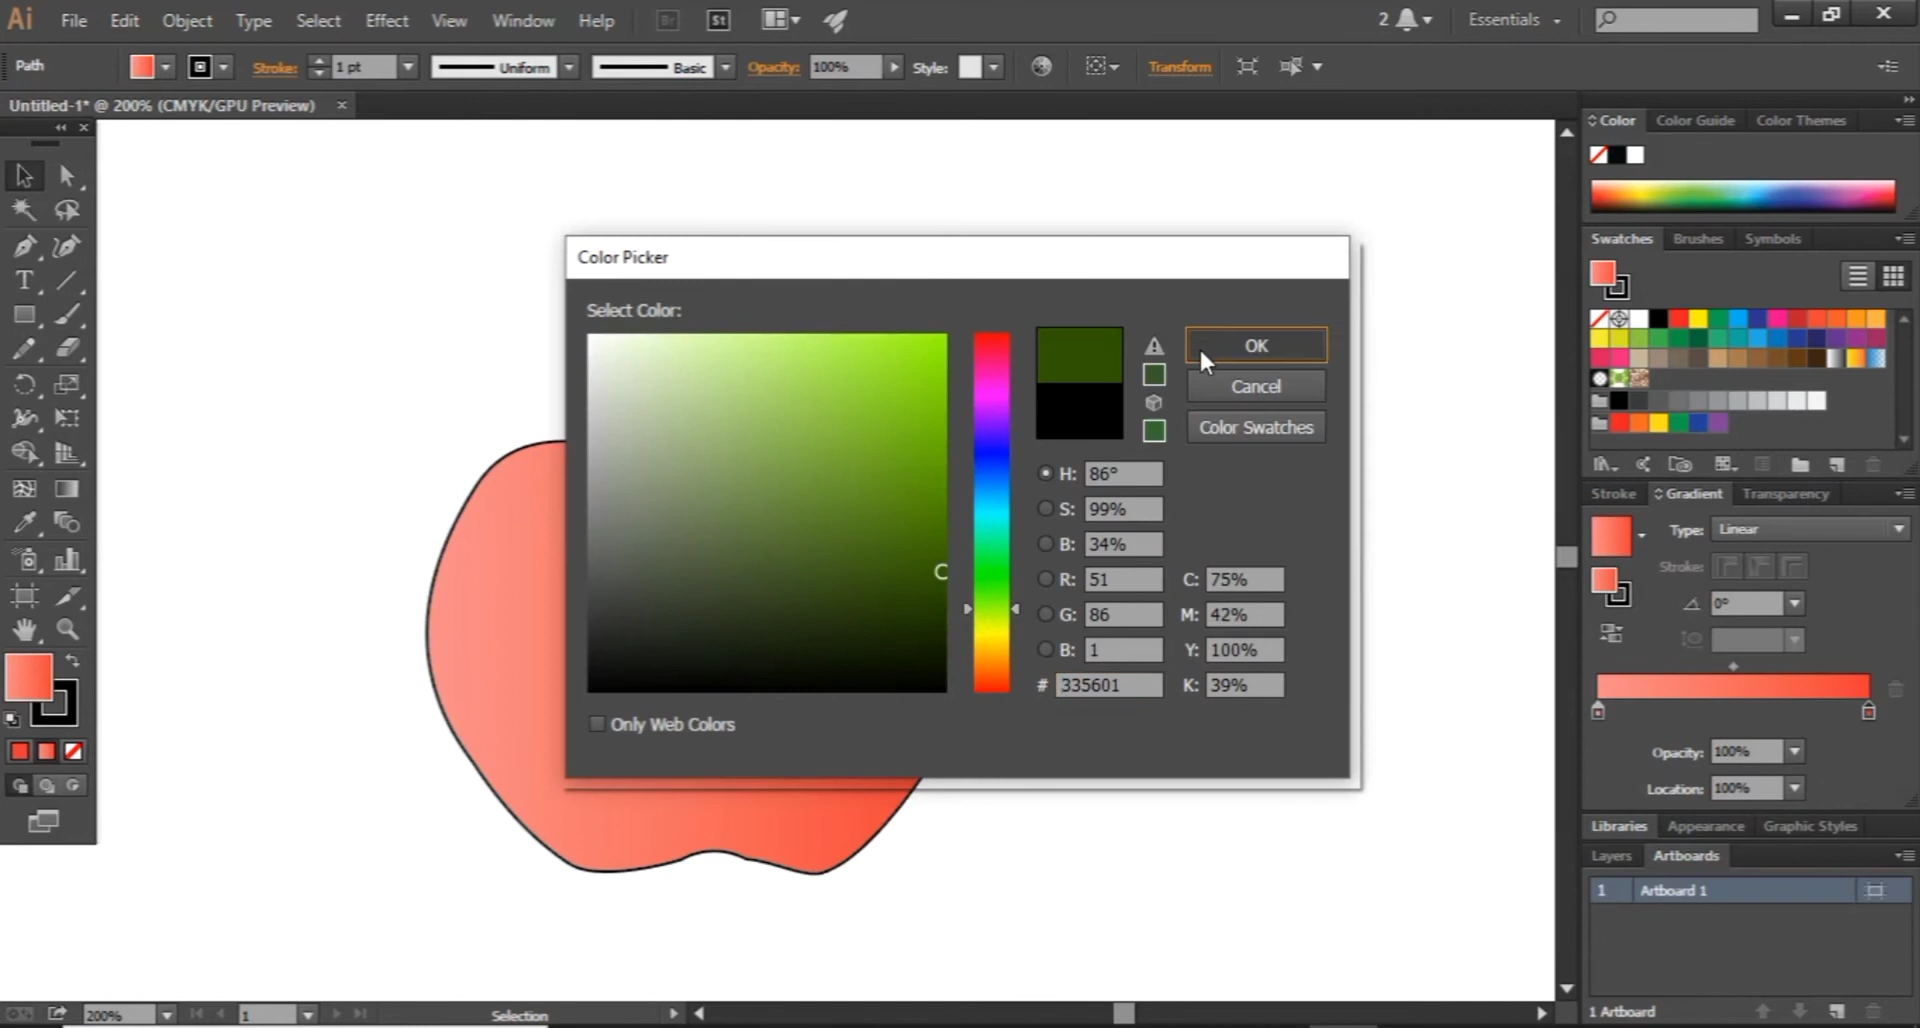 Ai File Edit Object Type Select Effect View Window Help Br St 2 Essentials
Path Stroke: 1 pt Uniform Basic Opacity: 100% Style: Transform
Untitled-1* @ 200% (CMYK/GPU Preview)
Color Color Guide Color Themes
Swatches Brushes Symbols
Color Picker
Select Color:
OK
Cancel
Color Swatches
H: 86°
S: 99%
B: 34%
R: 51 C: 75%
G: 86 M: 42%
B: 1 Y: 100%
# 335601 K: 39%
Only Web Colors
T
Stroke Gradient Transparency
Type: Linear
Stroke:
0°
Opacity: 100%
Location: 100%
Libraries Appearance Graphic Styles
Layers Artboards
1 Artboard 1
200% 1 Selection
1 Artboard